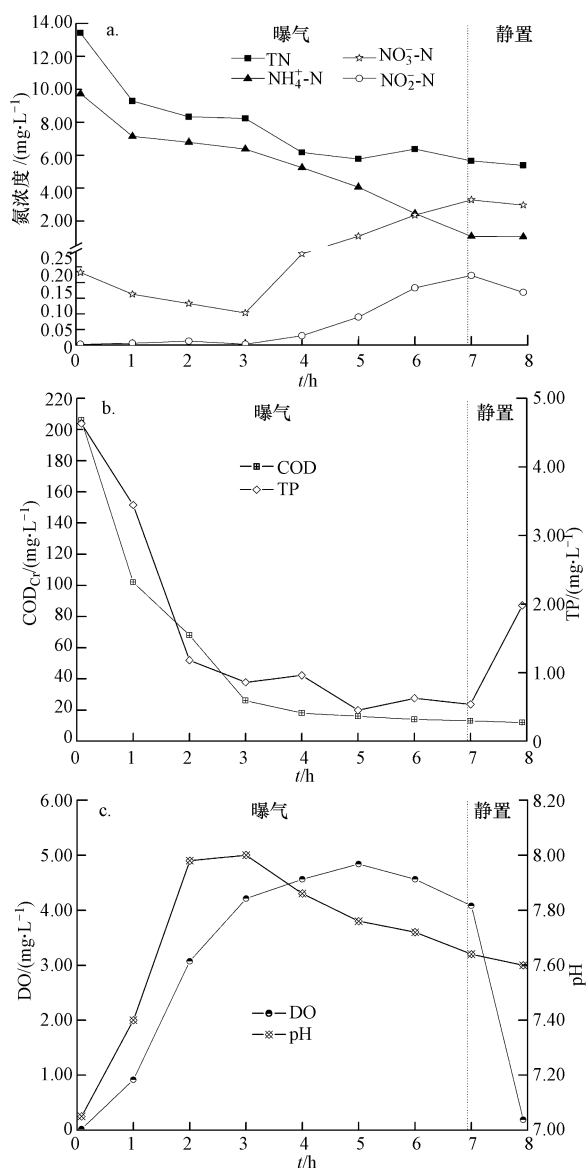 a.
曝气
静置
TN
NO₃⁻-N
NH₄⁺-N
NO₂⁻-N
氮浓度/(mg·L⁻¹)
14.00
12.00
10.00
8.00
6.00
4.00
2.00
0.25
0.20
0.15
0.10
0.05
0
0 1 2 3 4 5 6 7 8
t/h
b.
曝气
静置
COD
TP
COD_Cr/(mg·L⁻¹)
220
200
180
160
140
120
100
80
60
40
20
0
TP/(mg·L⁻¹)
5.00
4.00
3.00
2.00
1.00
0
0 1 2 3 4 5 6 7 8
t/h
c.
曝气
静置
DO
pH
DO/(mg·L⁻¹)
6.00
5.00
4.00
3.00
2.00
1.00
0
pH
8.20
8.00
7.80
7.60
7.40
7.20
7.00
0 1 2 3 4 5 6 7 8
t/h